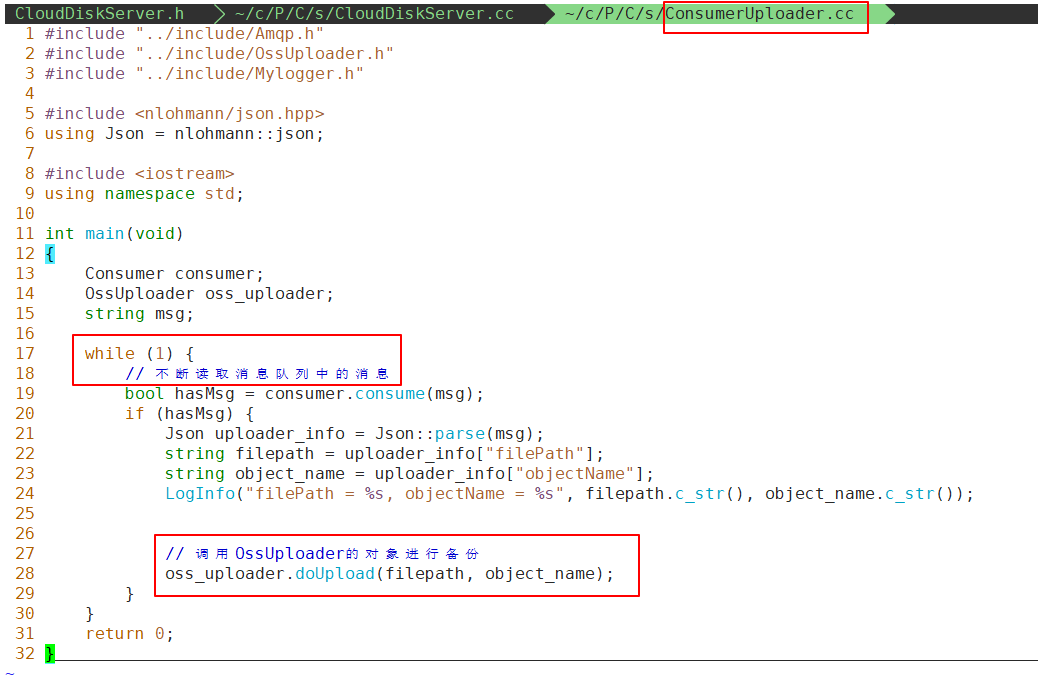 CloudDiskServer.h ~/c/P/C/s/CloudDiskServer.cc ~/c/P/C/s/ConsumerUploader.cc
1 #include "../include/Amqp.h"
2 #include "../include/OssUploader.h"
3 #include "../include/Mylogger.h"
4
5 #include <nlohmann/json.hpp>
6 using Json = nlohmann::json;
7
8 #include <iostream>
9 using namespace std;
10
11 int main(void)
12 {
13     Consumer consumer;
14     OssUploader oss_uploader;
15     string msg;
16
17     while (1) {
18         // 不断读取消息队列中的消息
19         bool hasMsg = consumer.consume(msg);
20         if (hasMsg) {
21             Json uploader_info = Json::parse(msg);
22             string filepath = uploader_info["filePath"];
23             string object_name = uploader_info["objectName"];
24             LogInfo("filePath = %s, objectName = %s", filepath.c_str(), object_name.c_str());
25
26
27             // 调用OssUploader的对象进行备份
28             oss_uploader.doUpload(filepath, object_name);
29         }
30     }
31     return 0;
32 }
~